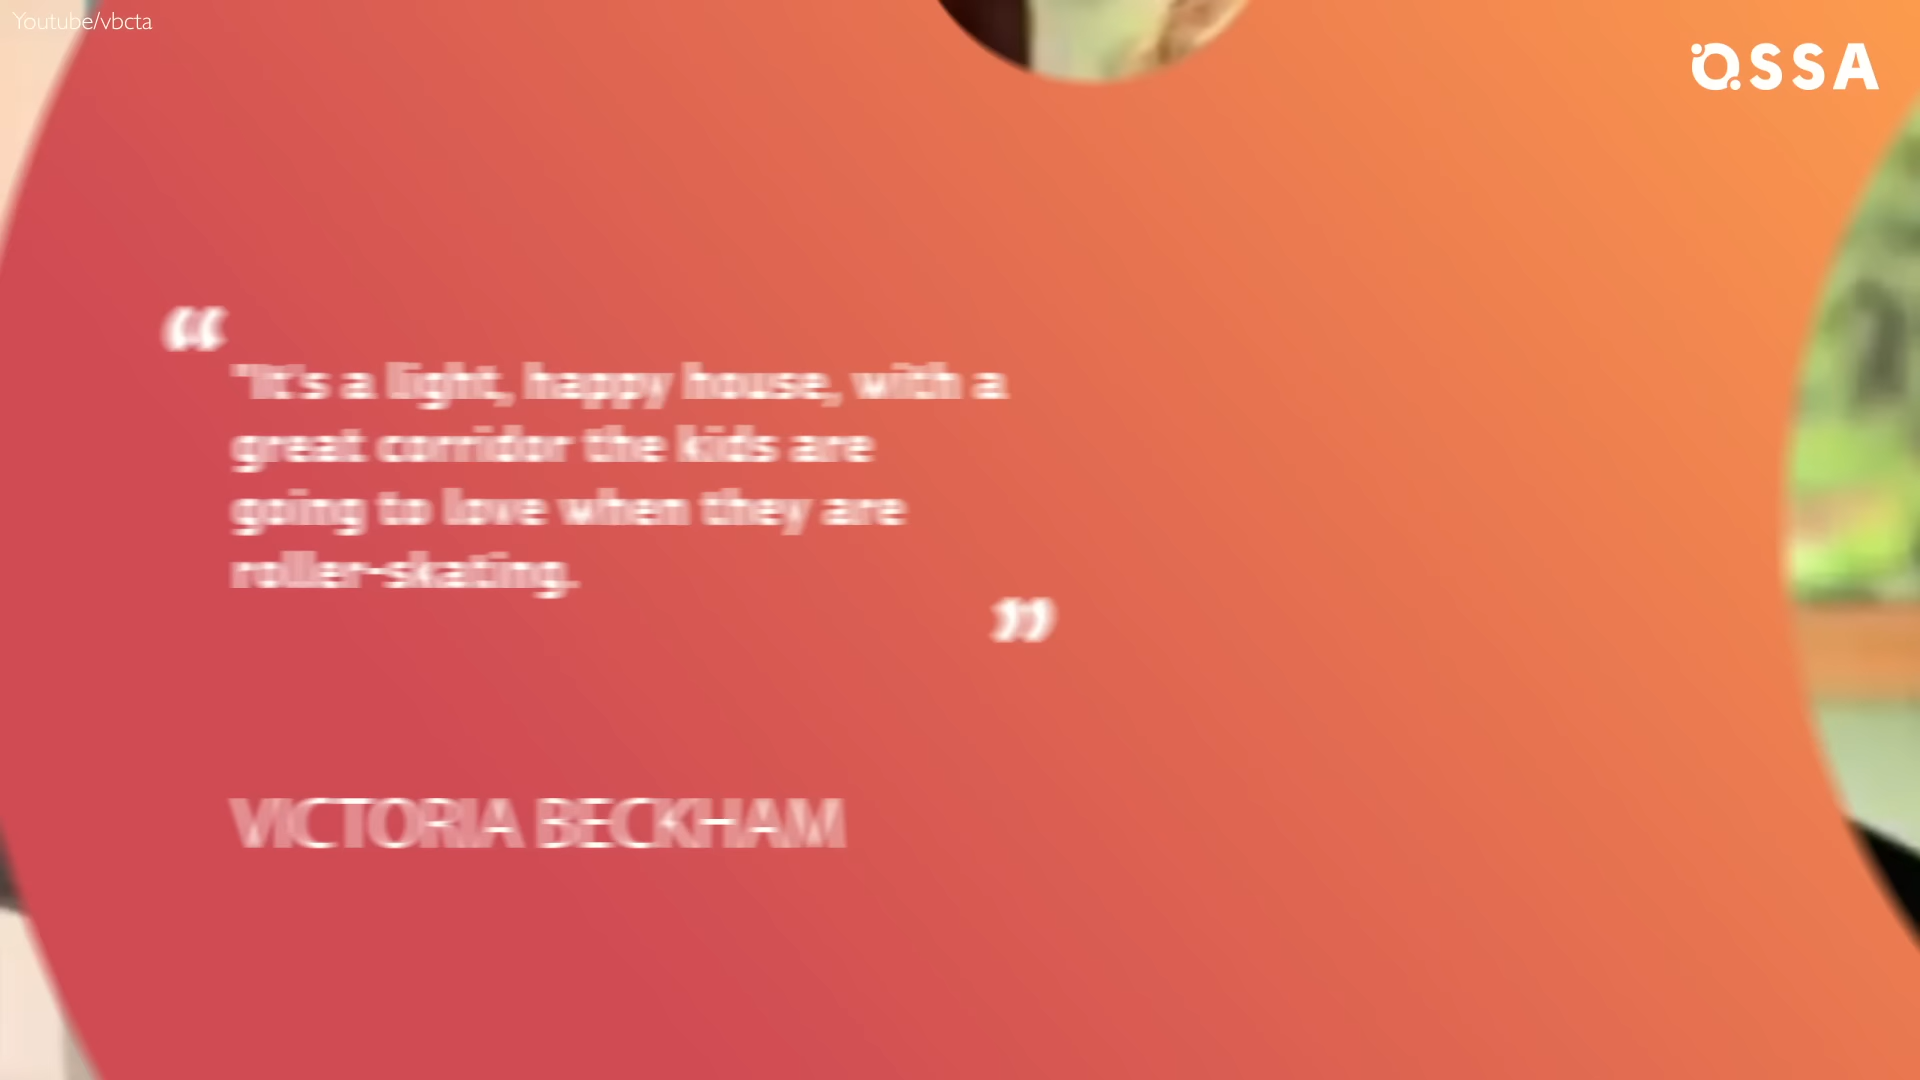 Youtube/vbcta
OSSA
“
"It's a light, happy house, with a
great corridor the kids are
going to love when they are
roller-skating.
”
VICTORIA BECKHAM